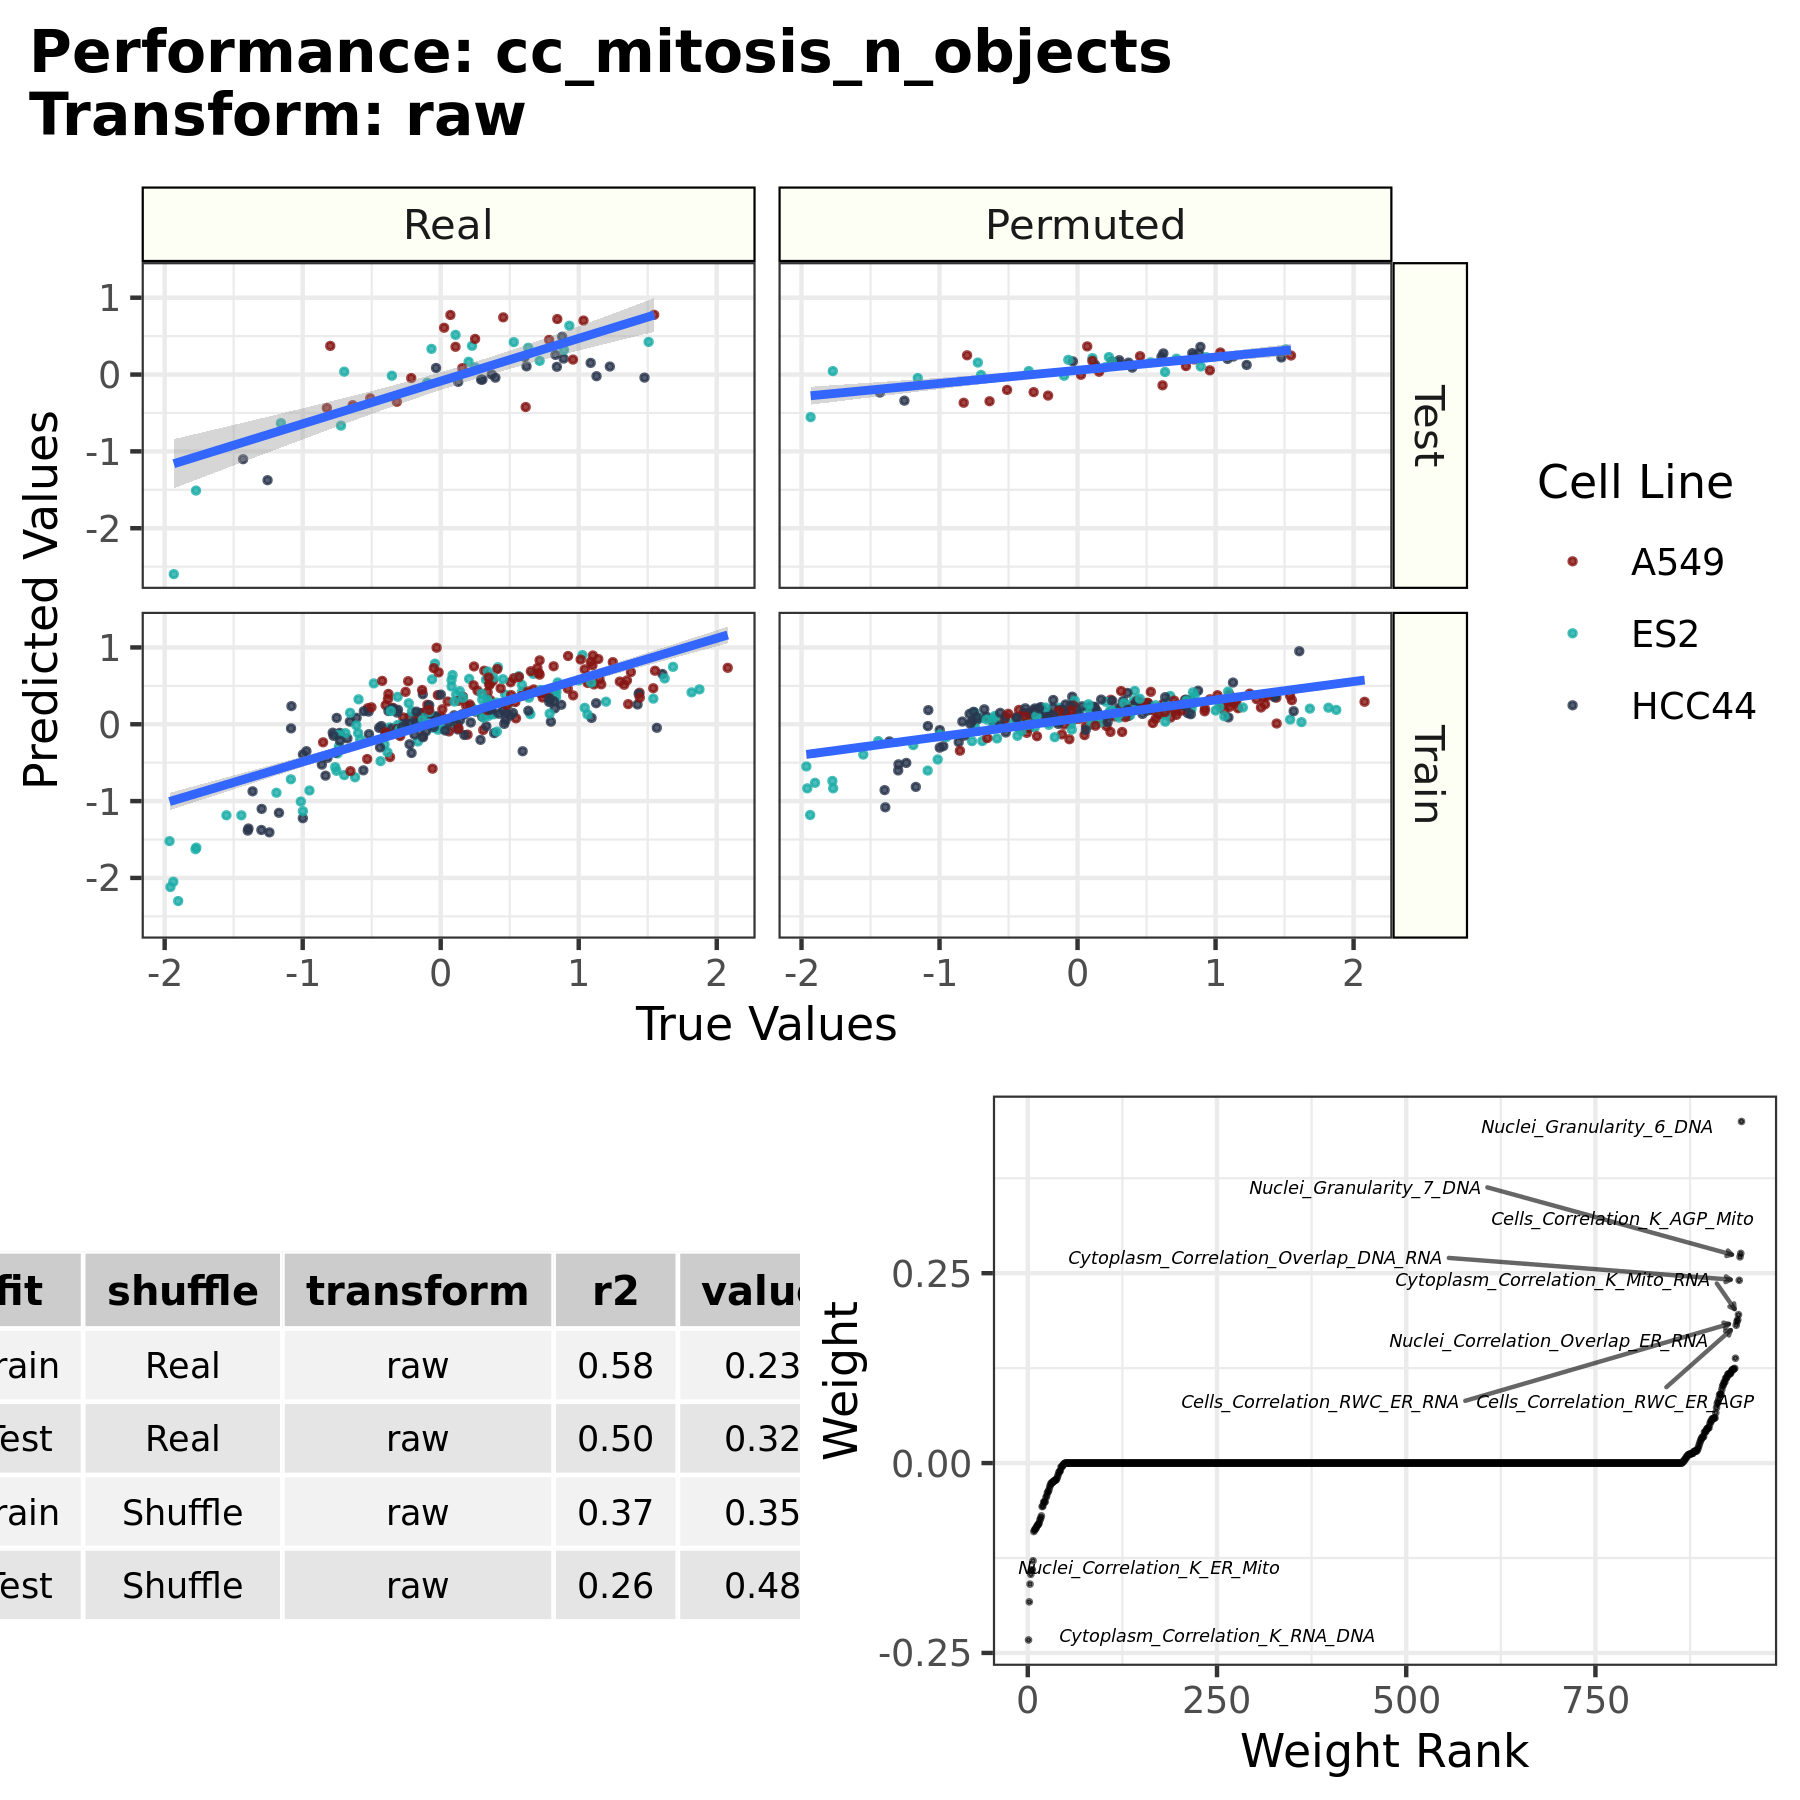 Performance: cc_mitosis_n_objects
Transform: raw
Real
Permuted
Test
Train
1
0
-1
-2
1
0
-1
-2
Predicted Values
-2 -1 0 1 2
-2 -1 0 1 2
True Values
Cell Line
A549
ES2
HCC44
fit shuffle transform r2 value
rain Real raw 0.58 0.23
Test Real raw 0.50 0.32
rain Shuffle raw 0.37 0.35
Test Shuffle raw 0.26 0.48
Weight
0.25
0.00
-0.25
Nuclei_Granularity_6_DNA
Nuclei_Granularity_7_DNA
Cells_Correlation_K_AGP_Mito
Cytoplasm_Correlation_Overlap_DNA_RNA
Cytoplasm_Correlation_K_Mito_RNA
Nuclei_Correlation_Overlap_ER_RNA
Cells_Correlation_RWC_ER_RNA
Cells_Correlation_RWC_ER_AGP
Nuclei_Correlation_K_ER_Mito
Cytoplasm_Correlation_K_RNA_DNA
0 250 500 750
Weight Rank